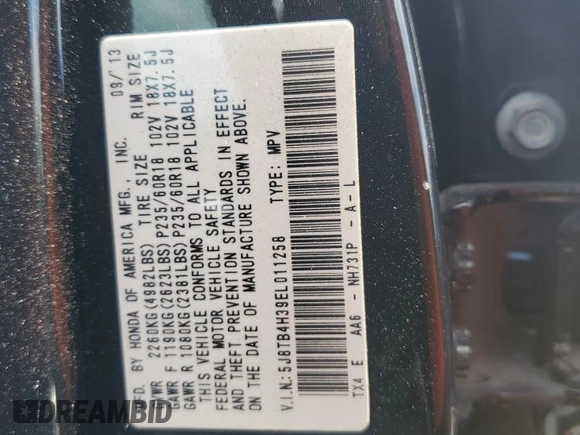 MFD. BY HONDA OF AMERICA MFG., INC. 09/13
GVWR 2260KG(4982LBS) TIRE SIZE RIM SIZE
GAWR F 1190KG(2623LBS)P235/60R18 102V 18X7.5J
GAWR R 1080KG(2381LBS)P235/60R18 102V 18X7.5J
THIS VEHICLE CONFORMS TO ALL APPLICABLE
FEDERAL MOTOR VEHICLE SAFETY
AND THEFT PREVENTION STANDARDS IN EFFECT
ON THE DATE OF MANUFACTURE SHOWN ABOVE.
V.I.N:5J8TB4H39EL011258 TYPE: MPV
TX4 E AA6 - NH731P - A - L
DREAMBID